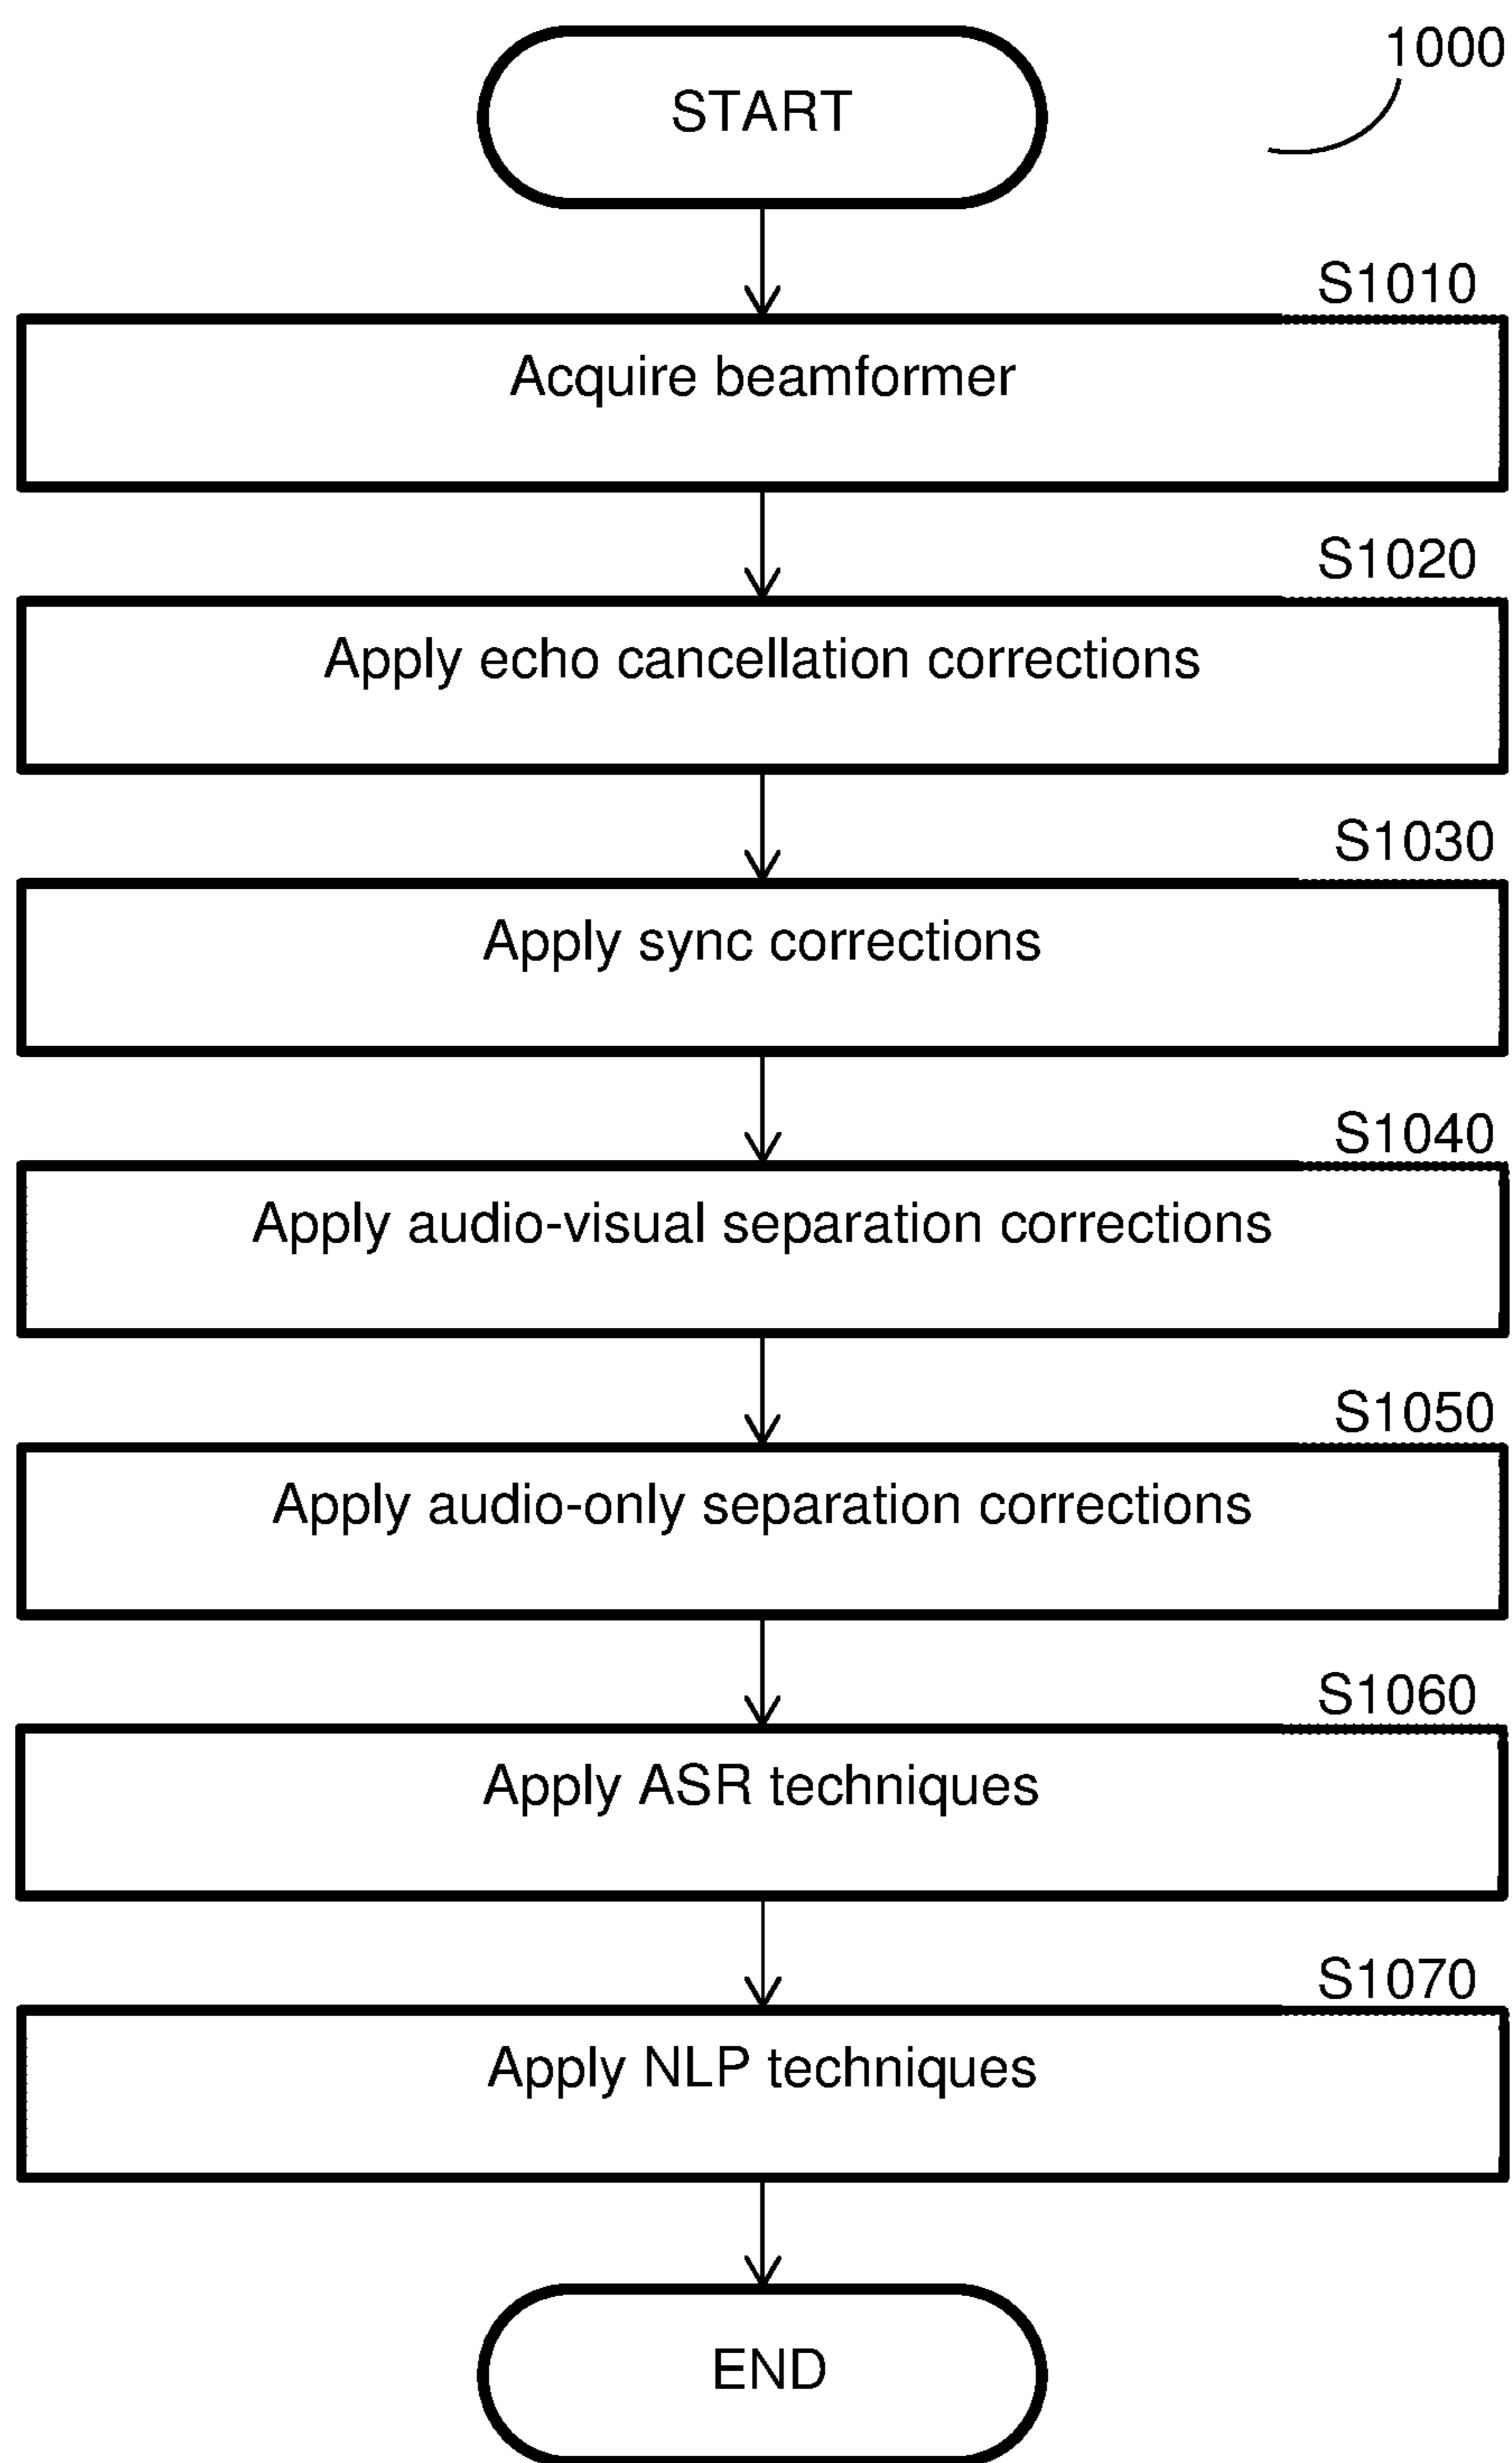 1000
START
S1010
Acquire beamformer
S1020
Apply echo cancellation corrections
S1030
Apply sync corrections
S1040
Apply audio-visual separation corrections
S1050
Apply audio-only separation corrections
S1060
Apply ASR techniques
S1070
Apply NLP techniques
END